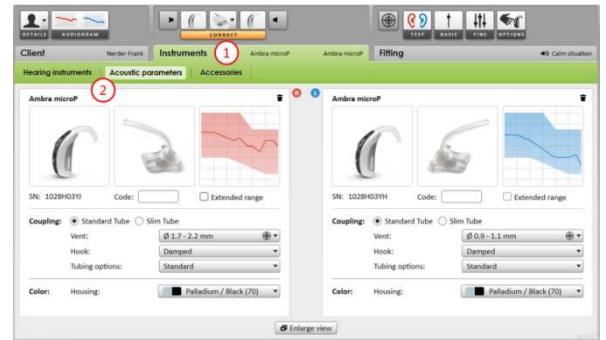 DETAILS AUDIOGRAM CONNECT TEST BASIC FINE OPTIONS
Client Nerder Frank Instruments 1 Ambra microP Ambra microP Fitting Calm situation
Hearing instruments Acoustic parameters Accessories
2
Ambra microP R L Ambra microP
SN: 1028H03YJ Code: Extended range SN: 1028H03YH Code: Extended range
Coupling: Standard Tube Slim Tube Coupling: Standard Tube Slim Tube
Vent: Ø 1.7 - 2.2 mm Vent: Ø 0.9 - 1.1 mm
Hook: Damped Hook: Damped
Tubing options: Standard Tubing options: Standard
Color: Housing: Palladium / Black (70) Color: Housing: Palladium / Black (70)
Enlarge view